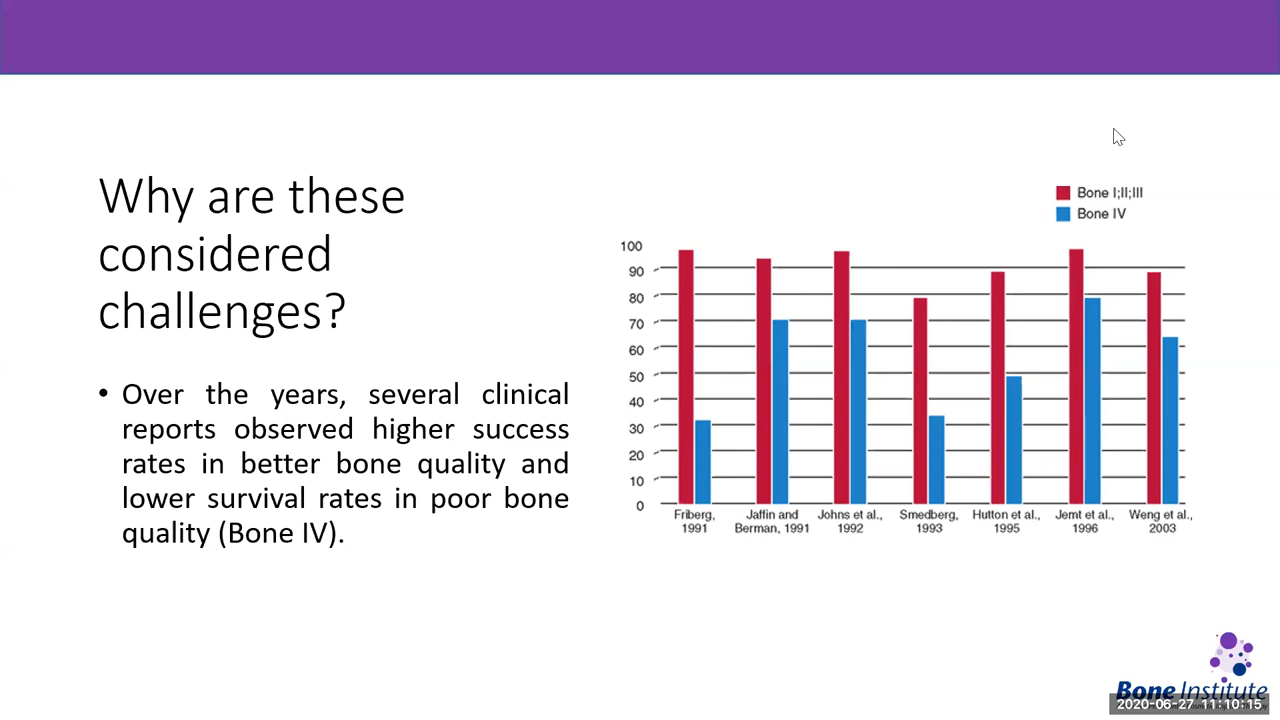 Why are these
considered
challenges?
• Over the years, several clinical
reports observed higher success
rates in better bone quality and
lower survival rates in poor bone
quality (Bone IV).
Bone I;II;III
Bone IV
100
90
80
70
60
50
40
30
20
10
0
Friberg,
1991
Jaffin and
Berman, 1991
Johns et al.,
1992
Smedberg,
1993
Hutton et al.,
1995
Jemt et al.,
1996
Weng et al.,
2003
Bone Institute
2020-06-27 11:10:15